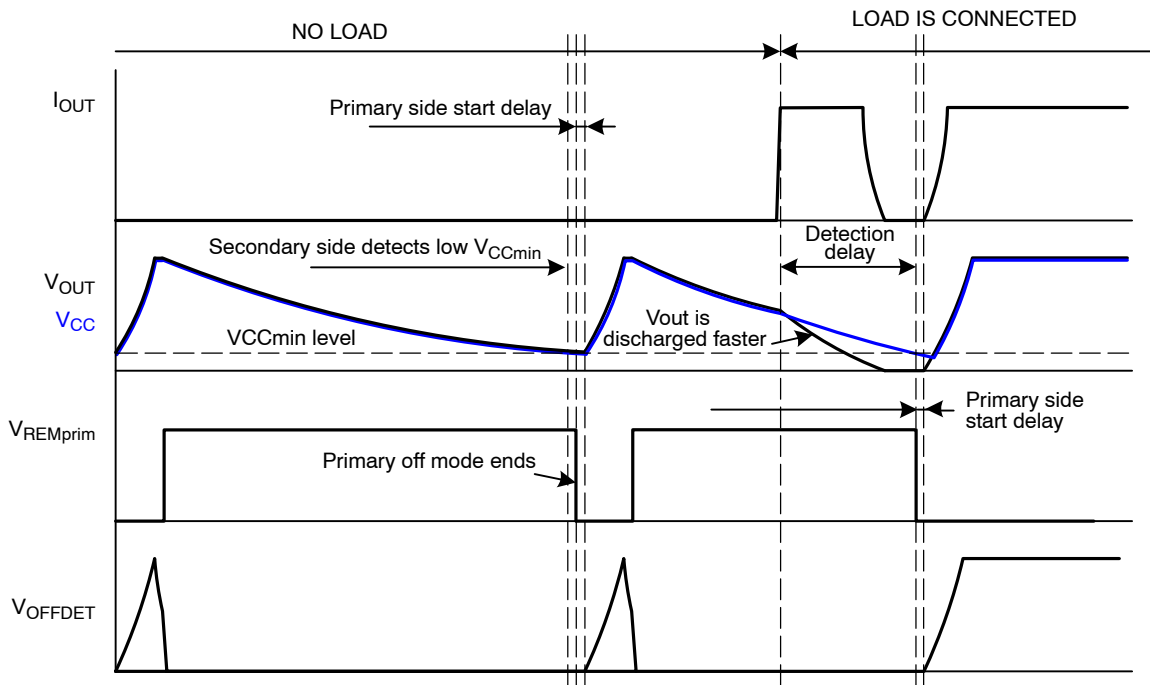 NO LOAD
LOAD IS CONNECTED
IOUT
Primary side start delay
Secondary side detects low VCCmin
Detection
delay
VOUT
VCC
VCCmin level
Vout is
discharged faster
VREMprim
Primary side
start delay
Primary off mode ends
VOFFDET